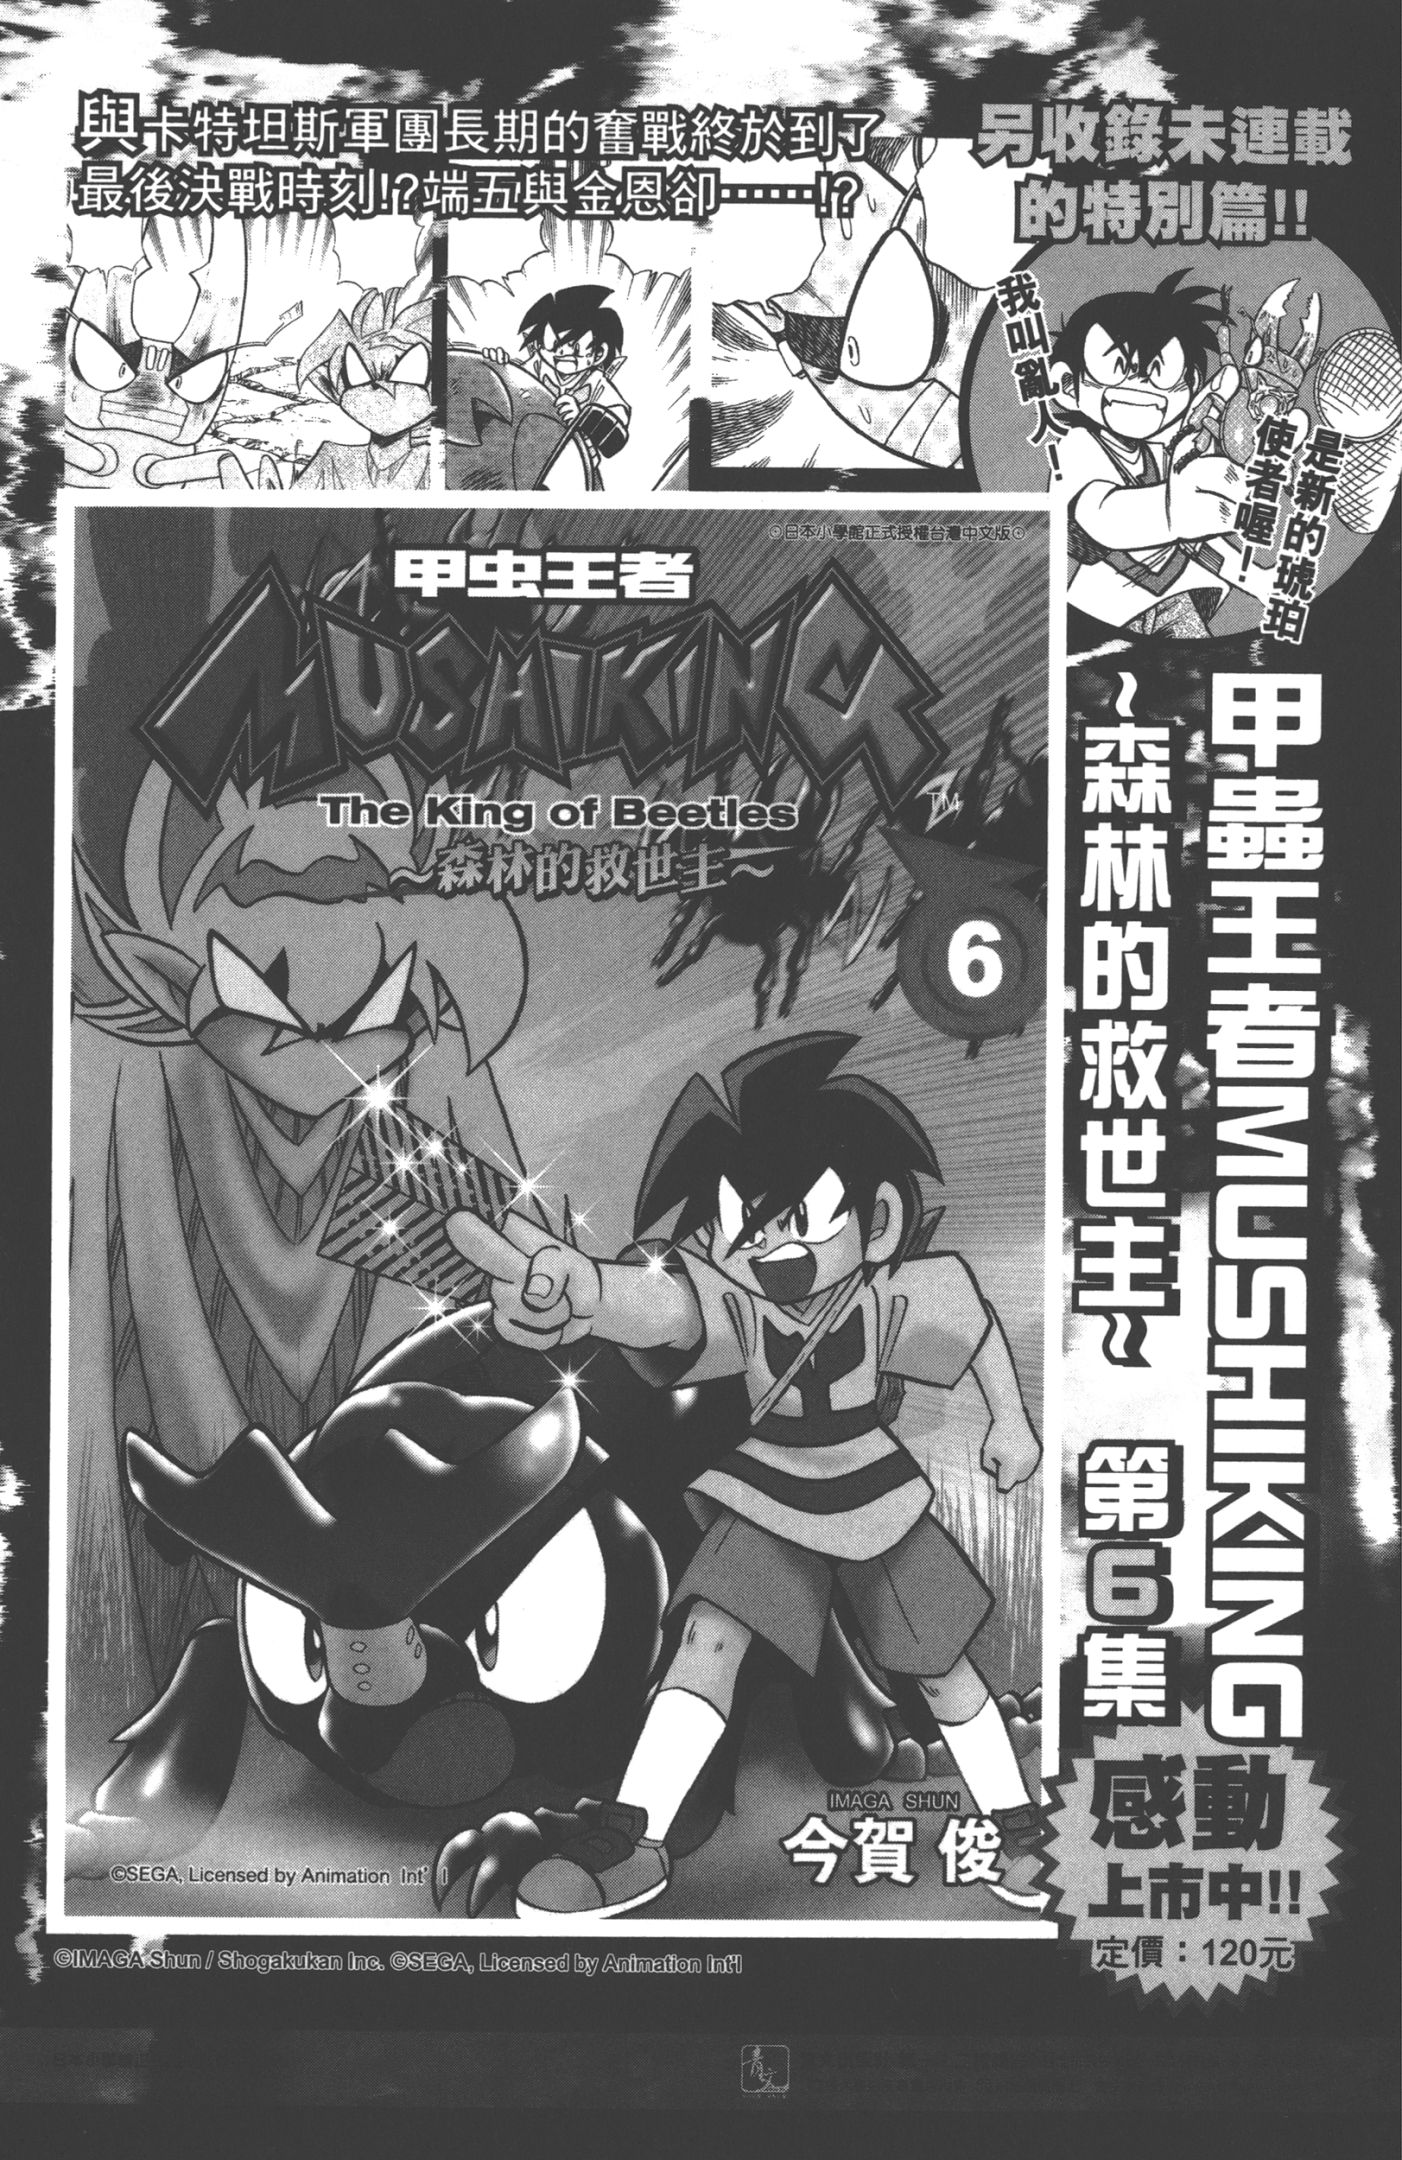 與卡特坦斯軍團長期的奮戰終於到了
最後決戰時刻!?端五與金恩卻……!?
另收錄未連載
的特別篇!!
我叫亂人！
是新的琥珀
使者喔！
©日本小學館正式授權台灣中文版©
甲虫王者
MUSHIKING
TM
The King of Beetles
～森林的救世主～
6
IMAGA SHUN
今賀 俊
©SEGA, Licensed by Animation Int'l
甲蟲王者MUSHIKING
～森林的救世主～ 第6集
感動
上市中!!
定價：120元
©IMAGA Shun / Shogakukan Inc. ©SEGA, Licensed by Animation Int'l
青文